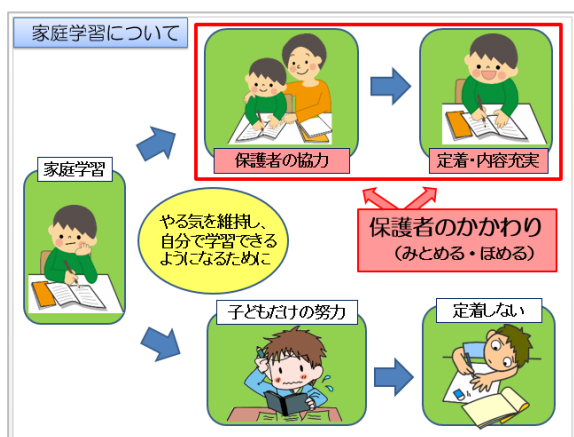 家庭学習について
保護者の協力
定着・内容充実
家庭学習
やる気を維持し、
自分で学習できる
ようになるために
保護者のかかわり
（みとめる・ほめる）
子どもだけの努力
定着しない